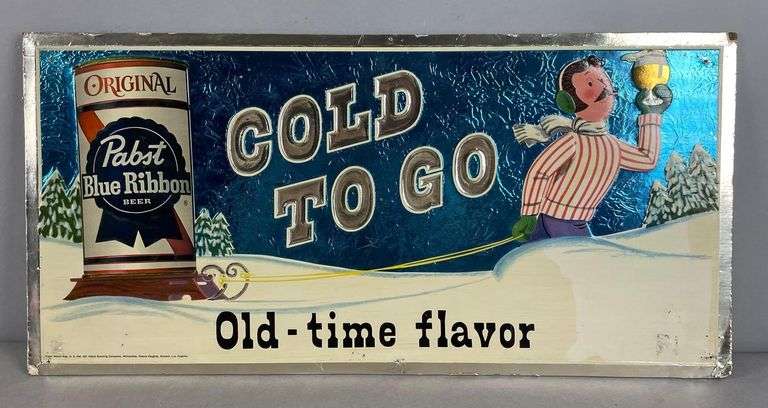 ORIGINAL
Pabst
Blue Ribbon
BEER
®
COLD
TO GO
Old-time flavor